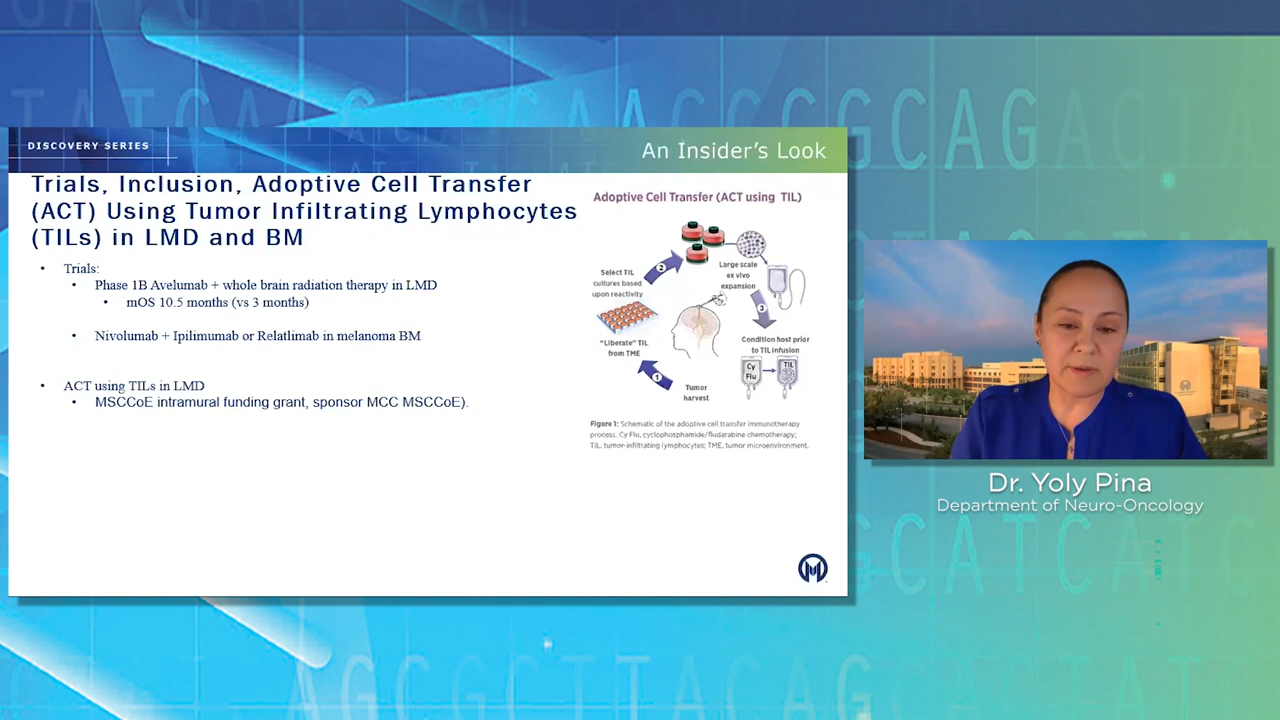 DISCOVERY SERIES
An Insider's Look
Trials, Inclusion, Adoptive Cell Transfer
(ACT) Using Tumor Infiltrating Lymphocytes
(TILs) in LMD and BM
• Trials:
• Phase 1B Avelumab + whole brain radiation therapy in LMD
• mOS 10.5 months (vs 3 months)
• Nivolumab + Ipilimumab or Relatlimab in melanoma BM
• ACT using TILs in LMD
• MSCCoE intramural funding grant, sponsor MCC MSCCoE).
Adoptive Cell Transfer (ACT using TIL)
Select TIL
cultures based
upon reactivity
2
Large scale
ex vivo
expansion
3
"Liberate" TIL
from TME
Condition host prior
to TIL infusion
Cy
Flu
TIL
1
Tumor
harvest
Figure 1: Schematic of the adoptive cell transfer immunotherapy
process. Cy Flu, cyclophosphamide/fludarabine chemotherapy;
TIL, tumor-infiltrating lymphocytes; TME, tumor microenvironment.
Dr. Yoly Pina
Department of Neuro-Oncology